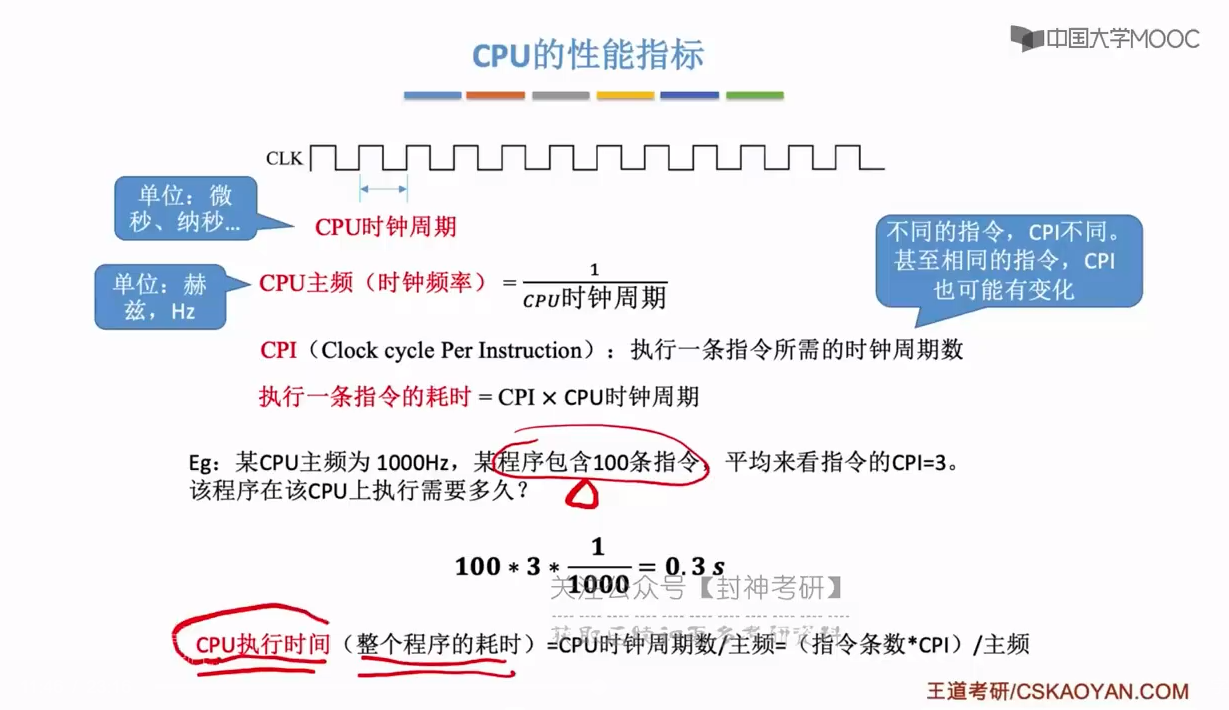 中国大学MOOC
CPU的性能指标
CLK
单位：微
秒、纳秒...
CPU时钟周期
不同的指令，CPI不同。
甚至相同的指令，CPI
也可能有变化
单位：赫
兹，Hz
CPU主频（时钟频率）= 1/CPU时钟周期
CPI（Clock cycle Per Instruction）：执行一条指令所需的时钟周期数
执行一条指令的耗时 = CPI × CPU时钟周期
Eg：某CPU主频为 1000Hz，某程序包含100条指令，平均来看指令的CPI=3。
该程序在该CPU上执行需要多久？
100 * 3 * 1/1000 = 0.3 s
关注公众号【封神考研】
CPU执行时间（整个程序的耗时）=CPU时钟周期数/主频=（指令条数*CPI）/主频
王道考研/CSKAOYAN.COM